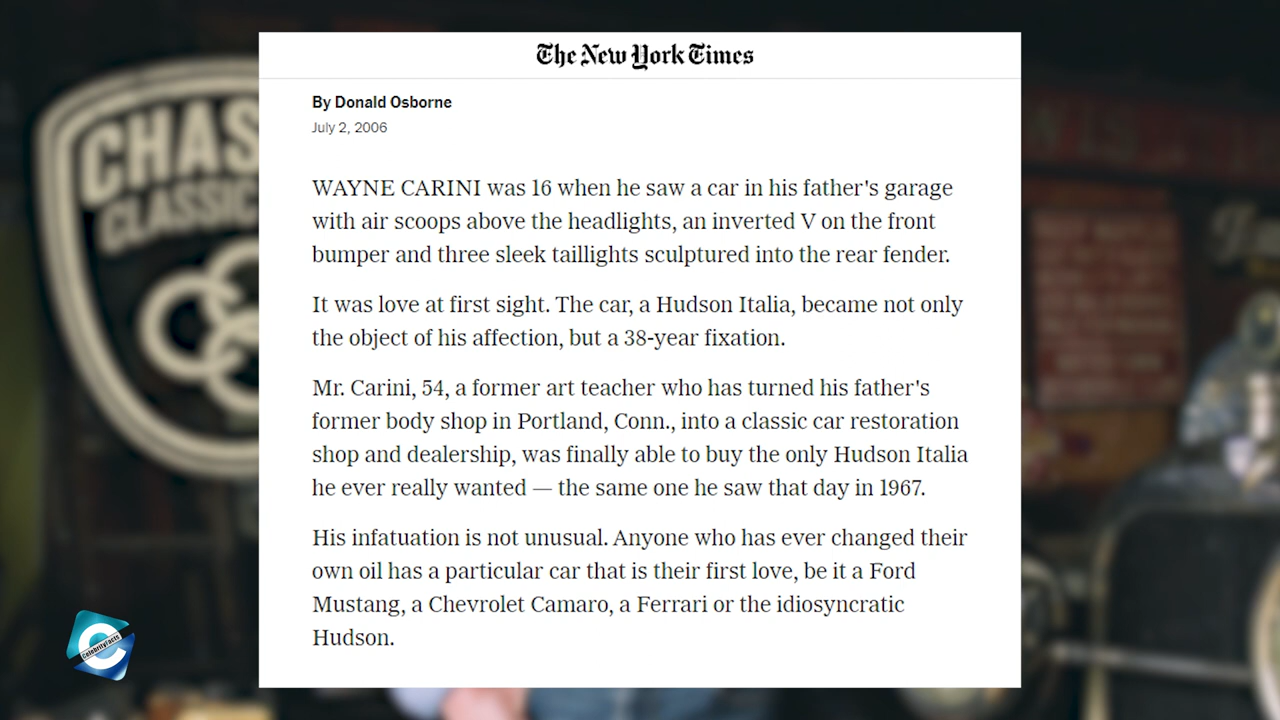 The New York Times
By Donald Osborne
July 2, 2006
WAYNE CARINI was 16 when he saw a car in his father's garage
with air scoops above the headlights, an inverted V on the front
bumper and three sleek taillights sculptured into the rear fender.
It was love at first sight. The car, a Hudson Italia, became not only
the object of his affection, but a 38-year fixation.
Mr. Carini, 54, a former art teacher who has turned his father's
former body shop in Portland, Conn., into a classic car restoration
shop and dealership, was finally able to buy the only Hudson Italia
he ever really wanted — the same one he saw that day in 1967.
His infatuation is not unusual. Anyone who has ever changed their
own oil has a particular car that is their first love, be it a Ford
Mustang, a Chevrolet Camaro, a Ferrari or the idiosyncratic
Hudson.
CHAS
CLASSIC
CelebrityFacts